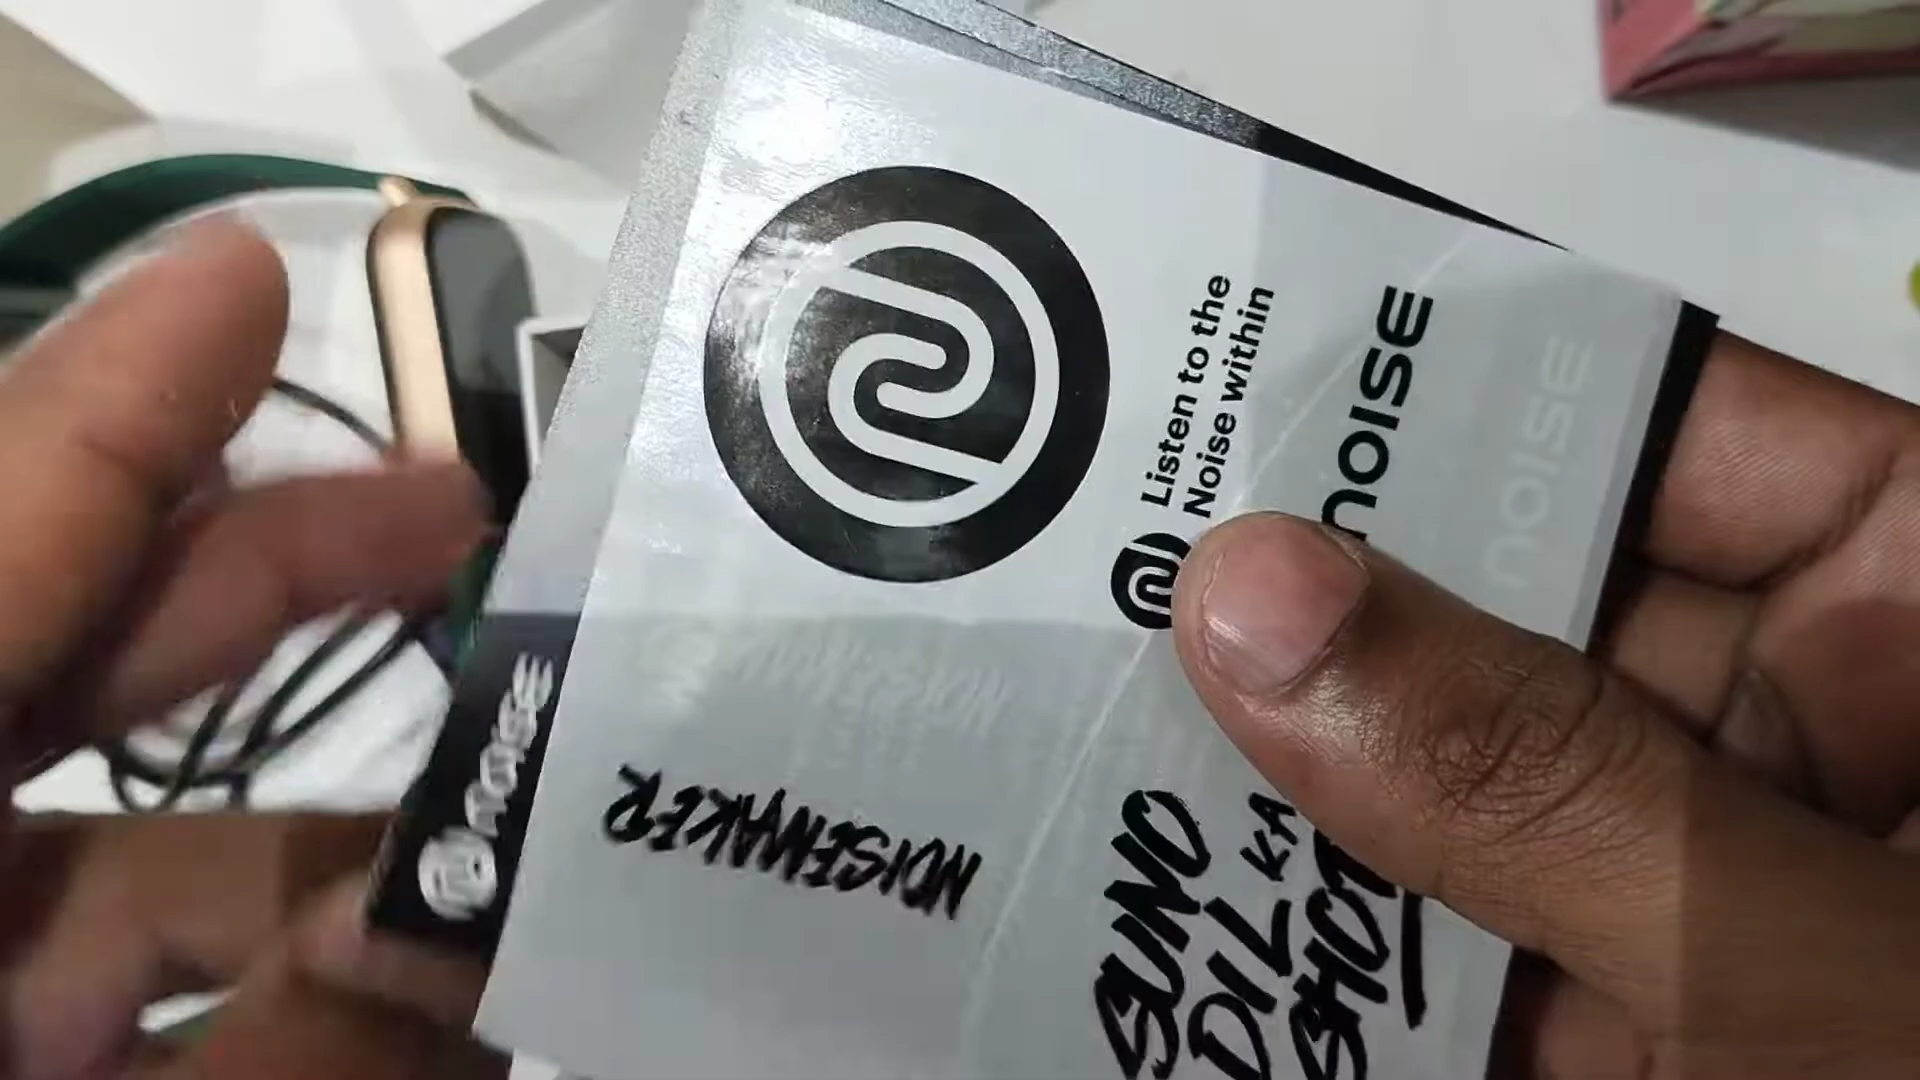 Listen to the
Noise within
noise
noise
NOISEMAKER
SUNO
DIL KA
noise